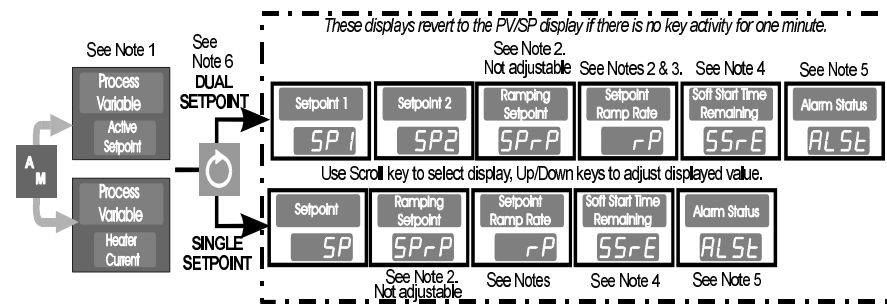 These displays revert to the PV/SP display if there is no key activity for one minute.
See Note 1
See
Note 6
DUAL
SETPOINT
See Note 2.
Not adjustable
See Notes 2 & 3.
See Note 4
See Note 5
Process
Variable
Active
Setpoint
Setpoint 1
SP1
Setpoint 2
SP2
Ramping
Setpoint
SPrP
Setpoint
Ramp Rate
rP
Soft Start Time
Remaining
SSrE
Alarm Status
ALSt
A
M
Use Scroll key to select display, Up/Down keys to adjust displayed value.
Process
Variable
Heater
Current
SINGLE
SETPOINT
Setpoint
SP
Ramping
Setpoint
SPrP
Setpoint
Ramp Rate
rP
Soft Start Time
Remaining
SSrE
Alarm Status
ALSt
See Note 2.
Not adjustable
See Notes
See Note 4
See Note 5